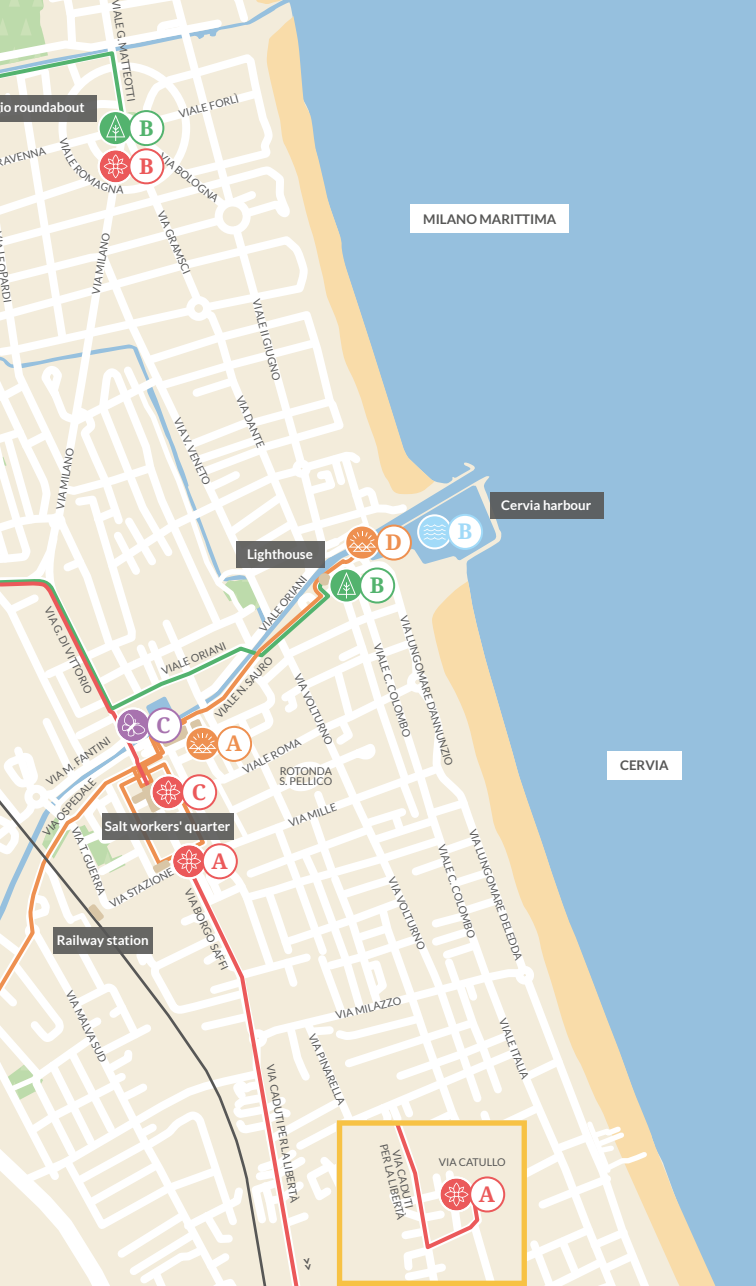 VIALE G. MATTEOTTI
io roundabout
VIALE FORLÌ
B
RAVENNA
VIALE ROMAGNA
B
VIA BOLOGNA
MILANO MARITTIMA
VIA LEOPARDI
VIA MILANO
VIA GRAMSCI
VIALE II GIUGNO
VIA DANTE
VIA V. VENETO
VIA MILANO
Cervia harbour
B
D
Lighthouse
B
VIALE ORIANI
VIA G. DI VITTORIO
VIALE ORIANI
VIALE N. SAURO
VIA VOLTURNO
VIALE C. COLOMBO
VIA LUNGOMARE D'ANNUNZIO
C
A
VIA M. FANTINI
VIALE ROMA
ROTONDA
S. PELLICO
CERVIA
VIA OSPEDALE
C
VIA MILLE
Salt workers' quarter
VIA T. GUERRA
A
VIA STAZIONE
VIA BORGO SAFFI
VIA VOLTURNO
VIALE C. COLOMBO
VIA LUNGOMARE DELEDDA
Railway station
VIA MALVA SUD
VIA MILAZZO
VIA PINARELLA
VIALE ITALIA
VIA CADUTI PER LA LIBERTÀ
VIA CADUTI
PER LA LIBERTÀ
VIA CATULLO
A